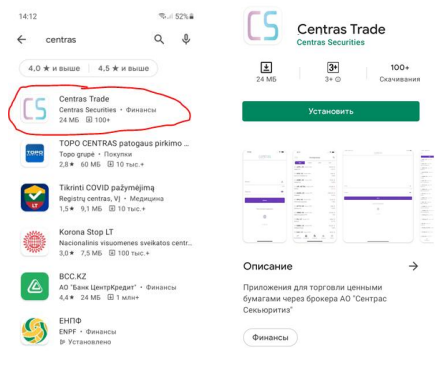 14:12
52%
centras
4,0 ★ и выше
4,5 ★ и выше
CS
Centras Trade
Centras Securities • Финансы
24 МБ 100+
TOPO CENTRAS patogaus pirkimo ...
Topo grupė • Покупки
2,8★ 60 МБ 10 тыс.+
TOPO
Tikrinti COVID pažymėjimą
Registrų centras, VĮ • Медицина
1,5★ 9,1 МБ 10 тыс.+
LT
Korona Stop LT
Nacionalinis visuomenes sveikatos centr...
3,0★ 7,5 МБ 100 тыс.+
BCC.KZ
АО "Банк ЦентрКредит" • Финансы
4,4★ 24 МБ 1 млн+
ЕНПФ
ENPF • Финансы
Установлено
CS
Centras Trade
Centras Securities
24 МБ
3+
3+
100+
Скачивания
Установить
Описание
Приложения для торговли ценными
бумагами через брокера АО "Сентрас
Секьюритиз"
Финансы